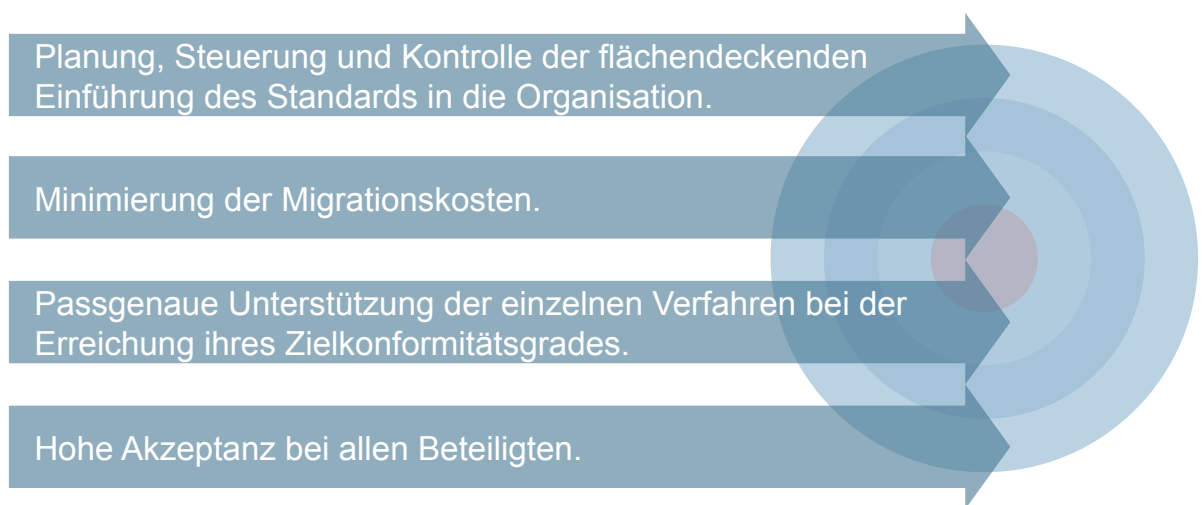 Planung, Steuerung und Kontrolle der flächendeckenden
Einführung des Standards in die Organisation.
Minimierung der Migrationskosten.
Passgenaue Unterstützung der einzelnen Verfahren bei der
Erreichung ihres Zielkonformitätsgrades.
Hohe Akzeptanz bei allen Beteiligten.